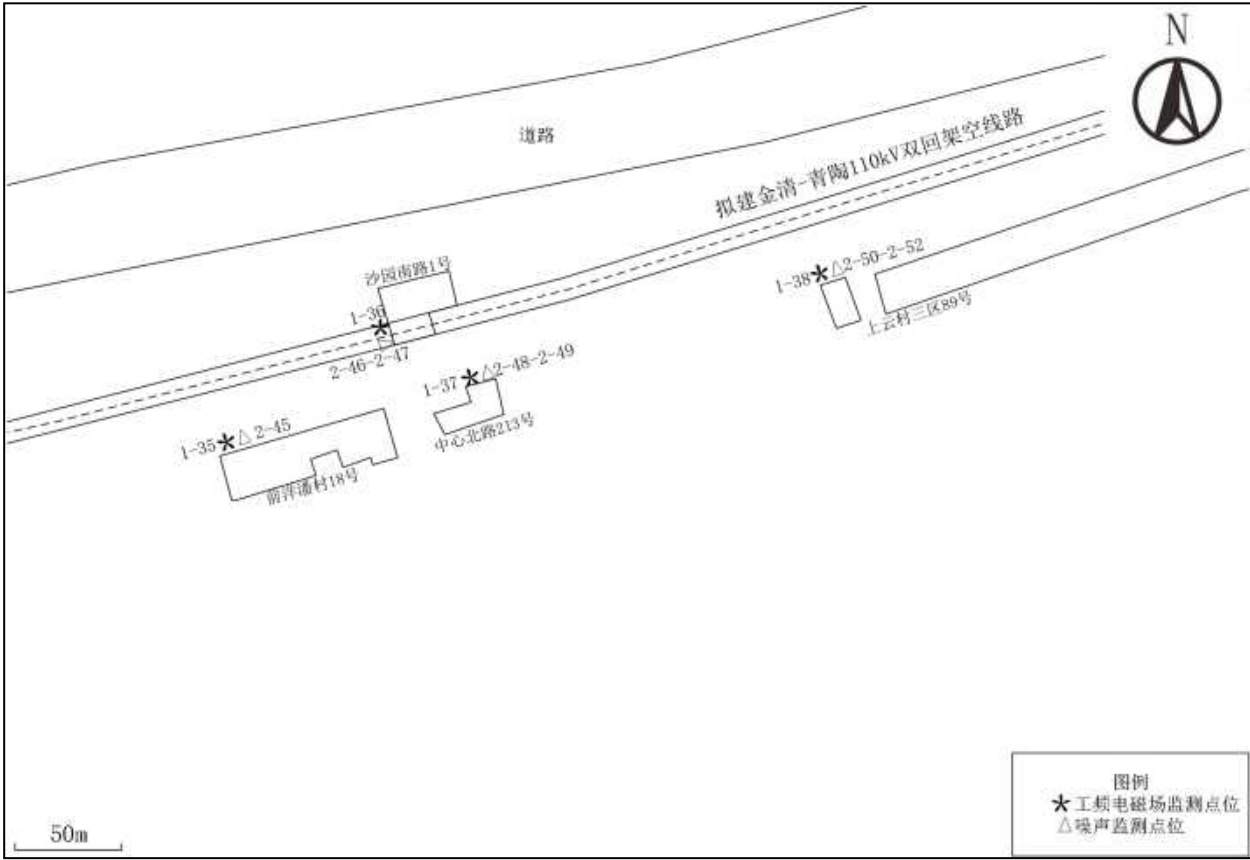 N
道路
拟建金清-青陶110kV双回架空线路
沙园南路1号
1-36
2-46-2-47
1-38 △2-50-2-52
上云村三区89号
1-37 △2-48-2-49
中心北路213号
1-35 △2-45
前洋潘村18号
50m
图例
工频电磁场监测点位
△噪声监测点位